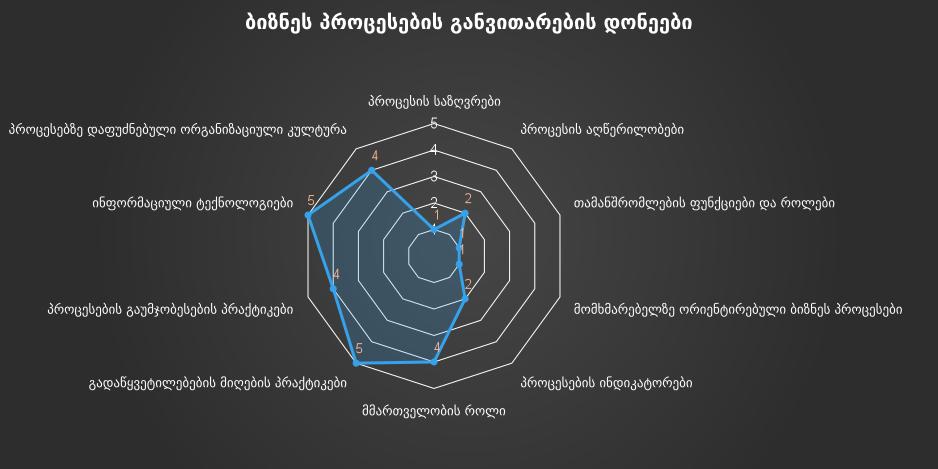 ბიზნეს პროცესების განვითარების დონეები
პროცესის საზღვრები
პროცესებზე დაფუძნებული ორგანიზაციული კულტურა
5
პროცესის აღწერილობები
4
4
3
ინფორმაციული ტექნოლოგიები
5
2
2
თანამშრომლების ფუნქციები და როლები
1
1
1
1
პროცესების გაუმჯობესების პრაქტიკები
4
2
მომხმარებელზე ორიენტირებული ბიზნეს პროცესები
გადაწყვეტილებების მიღების პრაქტიკები
5
4
პროცესების ინდიკატორები
მმართველობის როლი